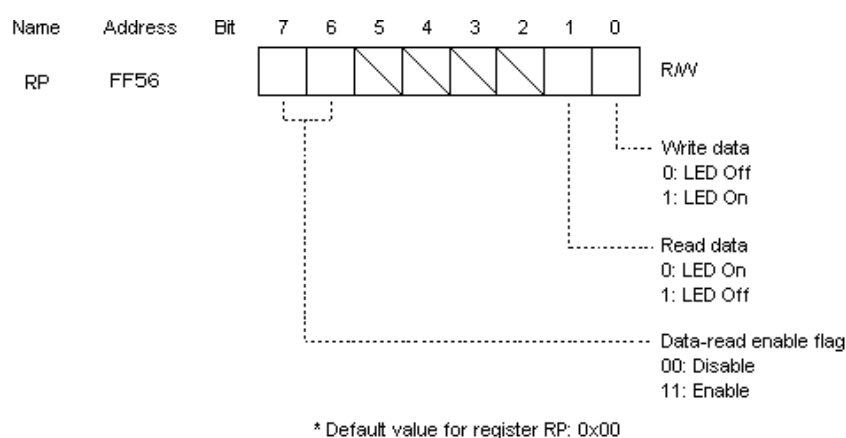 Name Address Bit 7 6 5 4 3 2 1 0
RP FF56 R/W
Write data
0: LED Off
1: LED On
Read data
0: LED On
1: LED Off
Data-read enable flag
00: Disable
11: Enable
* Default value for register RP: 0x00